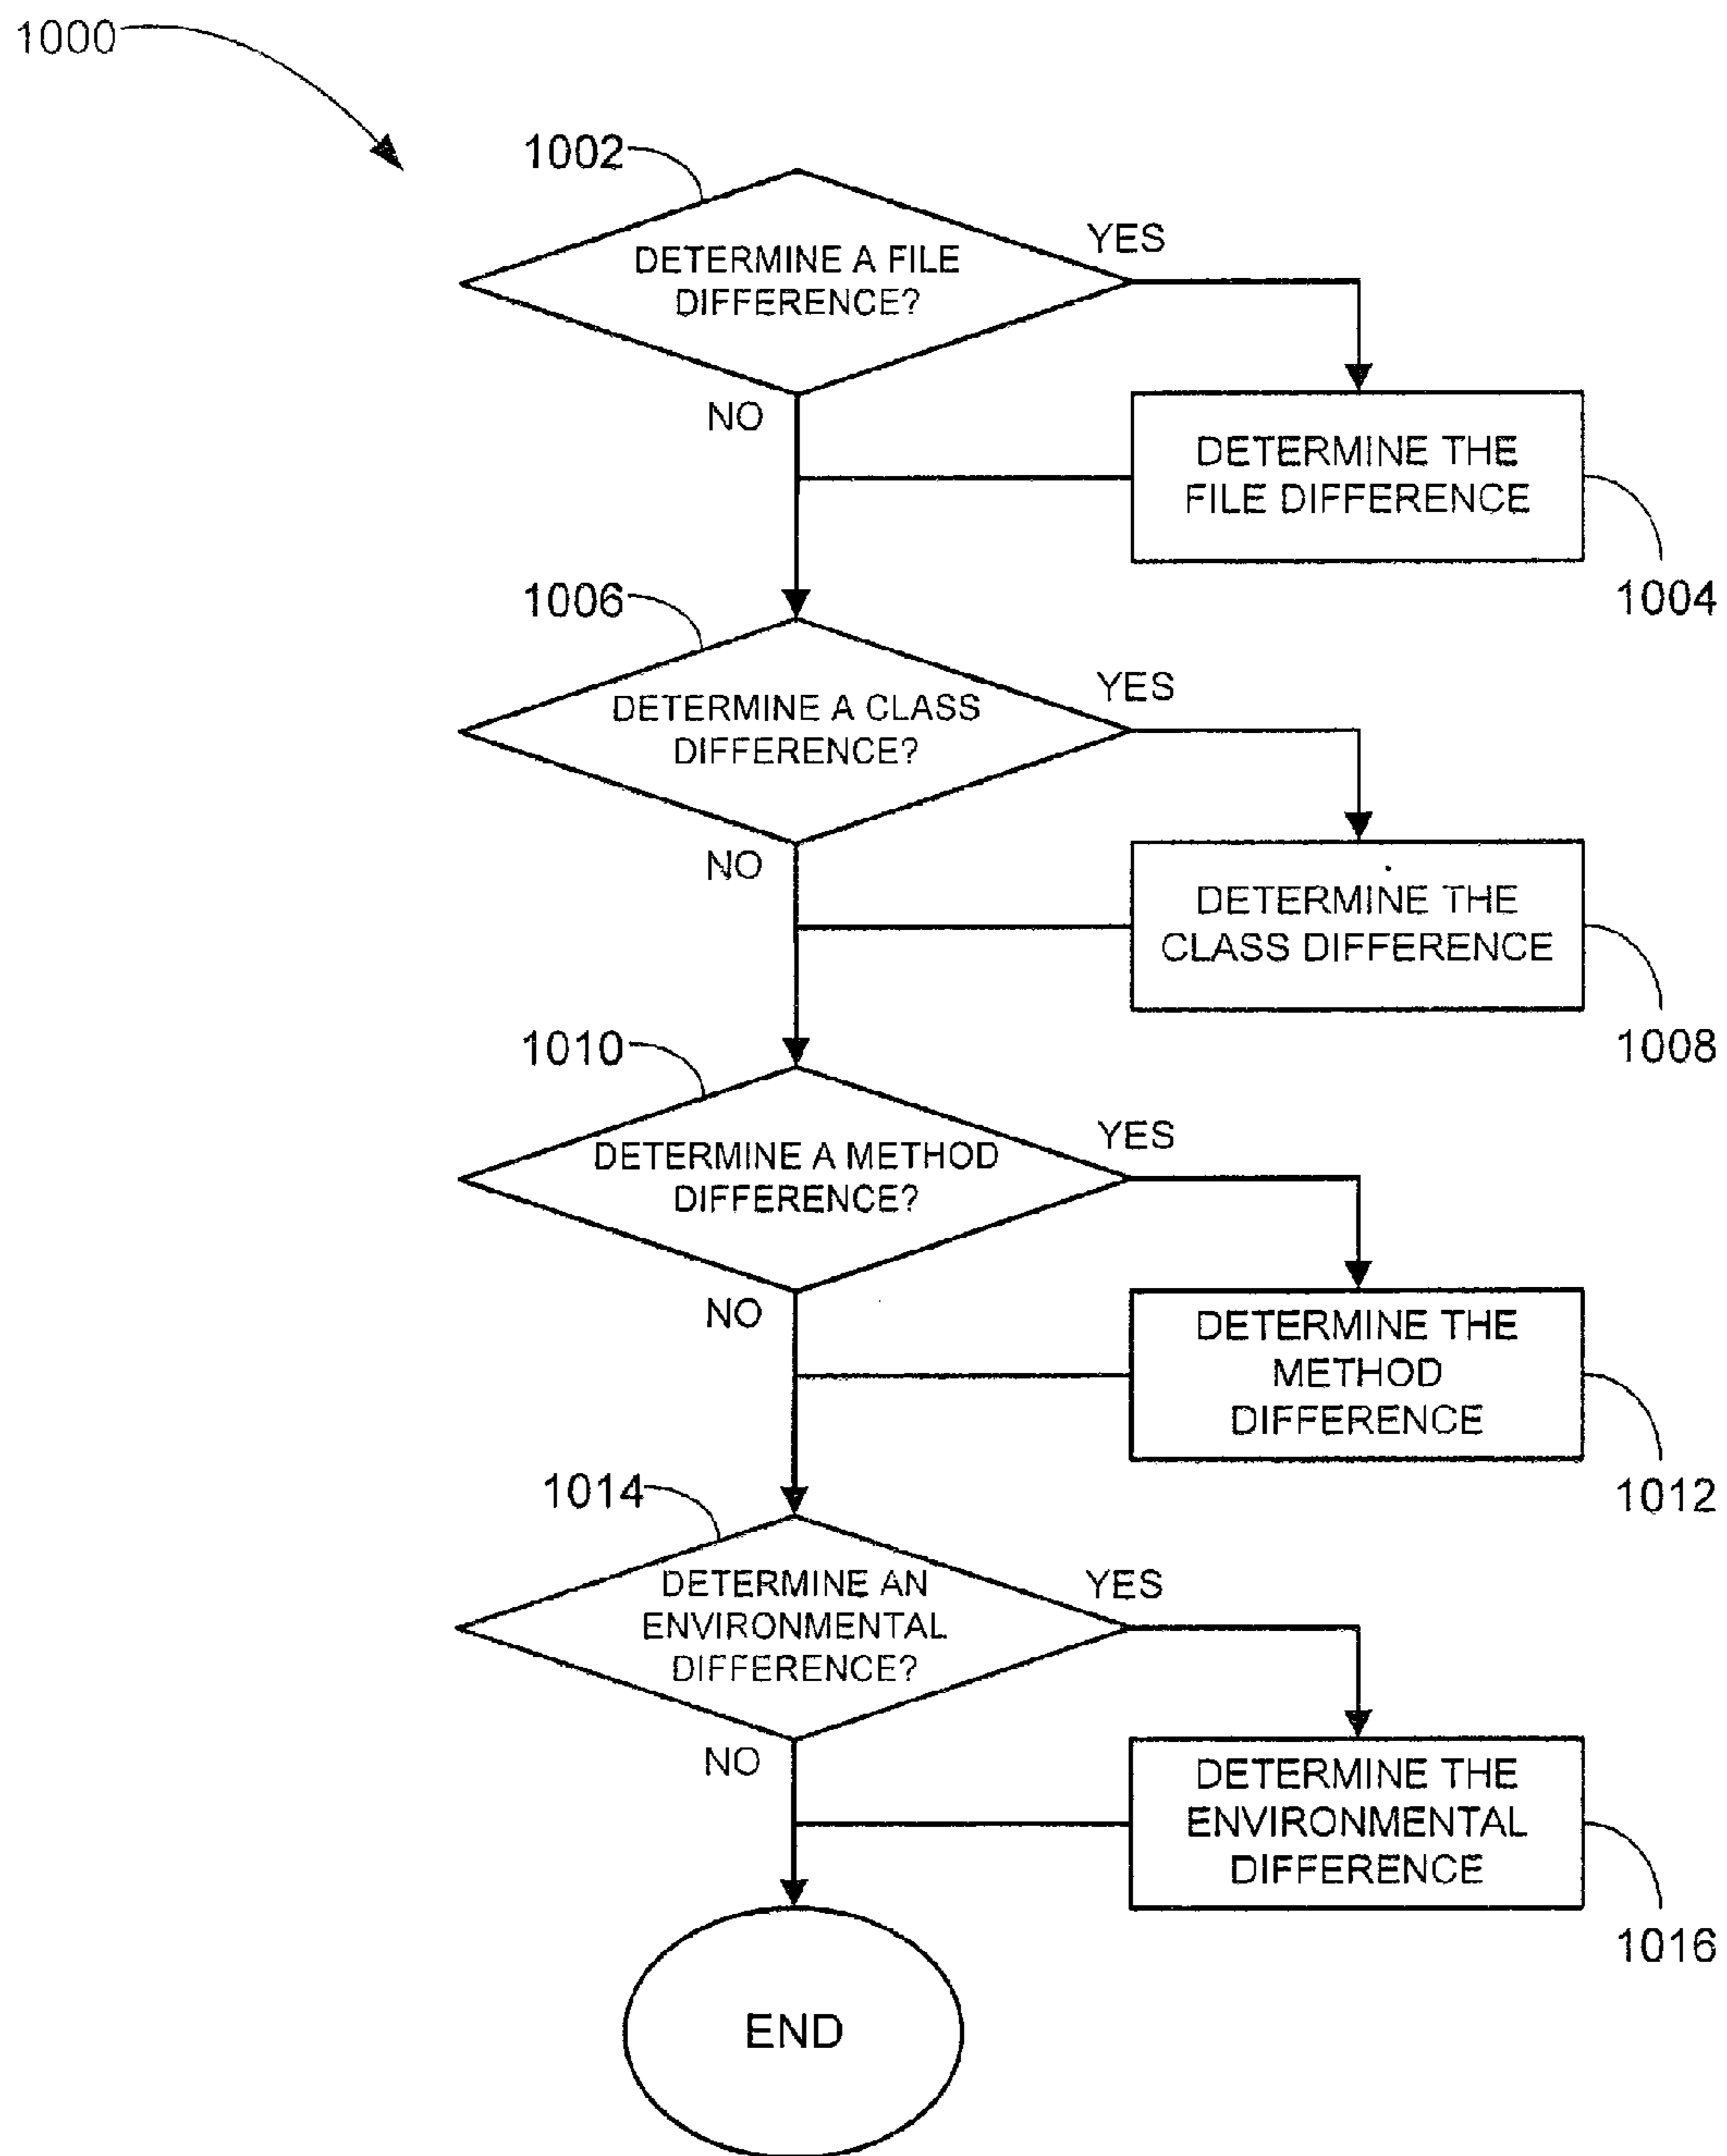 1000
1002
DETERMINE A FILE
DIFFERENCE?
YES
NO
DETERMINE THE
FILE DIFFERENCE
1004
1006
DETERMINE A CLASS
DIFFERENCE?
YES
NO
DETERMINE THE
CLASS DIFFERENCE
1008
1010
DETERMINE A METHOD
DIFFERENCE?
YES
NO
DETERMINE THE
METHOD
DIFFERENCE
1012
1014
DETERMINE AN
ENVIRONMENTAL
DIFFERENCE?
YES
NO
DETERMINE THE
ENVIRONMENTAL
DIFFERENCE
1016
END